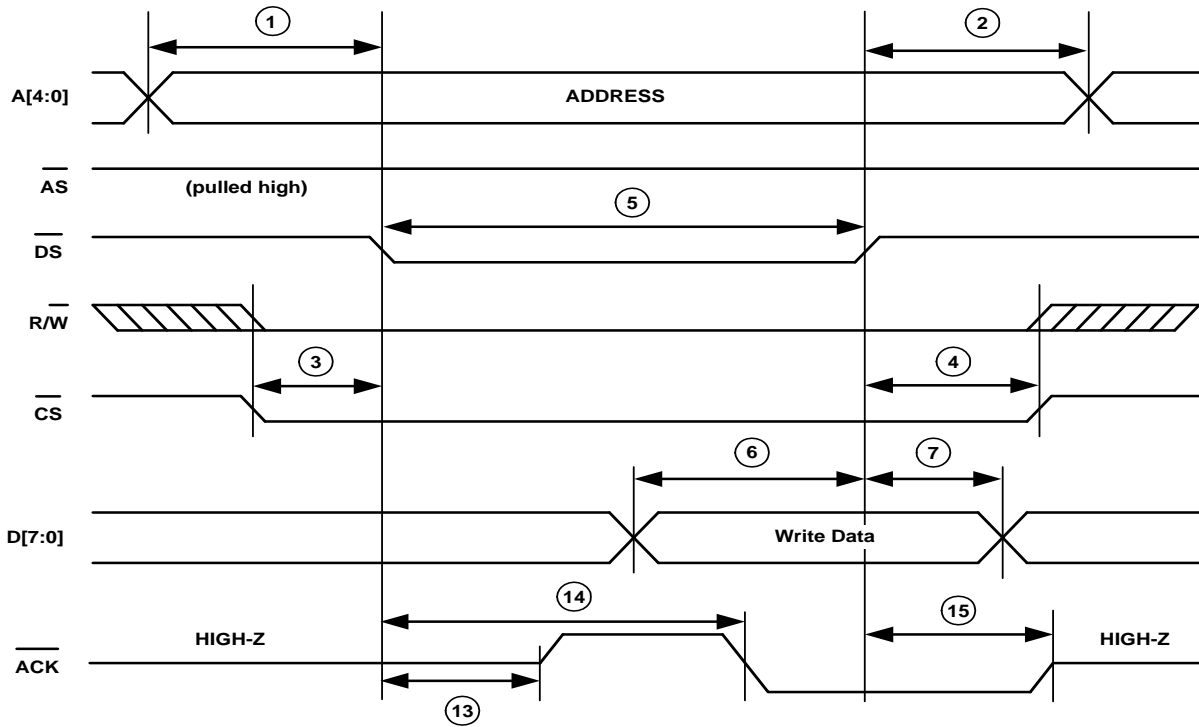 1
2
A[4:0]
ADDRESS
AS
(pulled high)
5
DS
R/W
3
4
CS
6
7
D[7:0]
Write Data
14
15
HIGH-Z
HIGH-Z
ACK
13